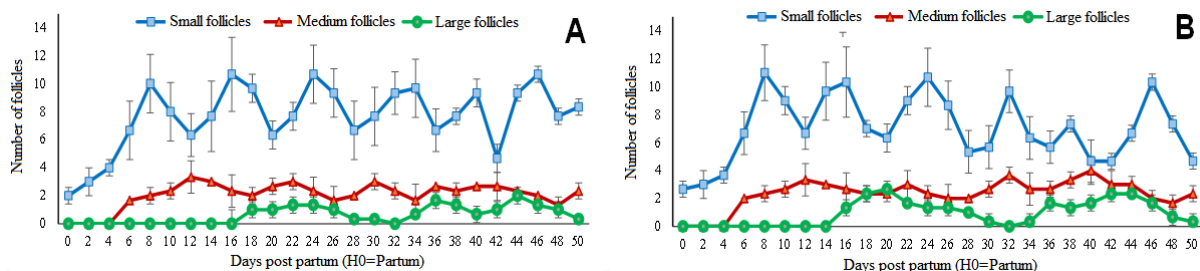 Small follicles Medium follicles Large follicles
A
Number of follicles
14
12
10
8
6
4
2
0
0 2 4 6 8 10 12 14 16 18 20 22 24 26 28 30 32 34 36 38 40 42 44 46 48 50
Days post partum (H0=Partum)
Small follicles Medium follicles Large follicles
B
Number of follicles
14
12
10
8
6
4
2
0
0 2 4 6 8 10 12 14 16 18 20 22 24 26 28 30 32 34 36 38 40 42 44 46 48 50
Days post partum (H0=Partum)